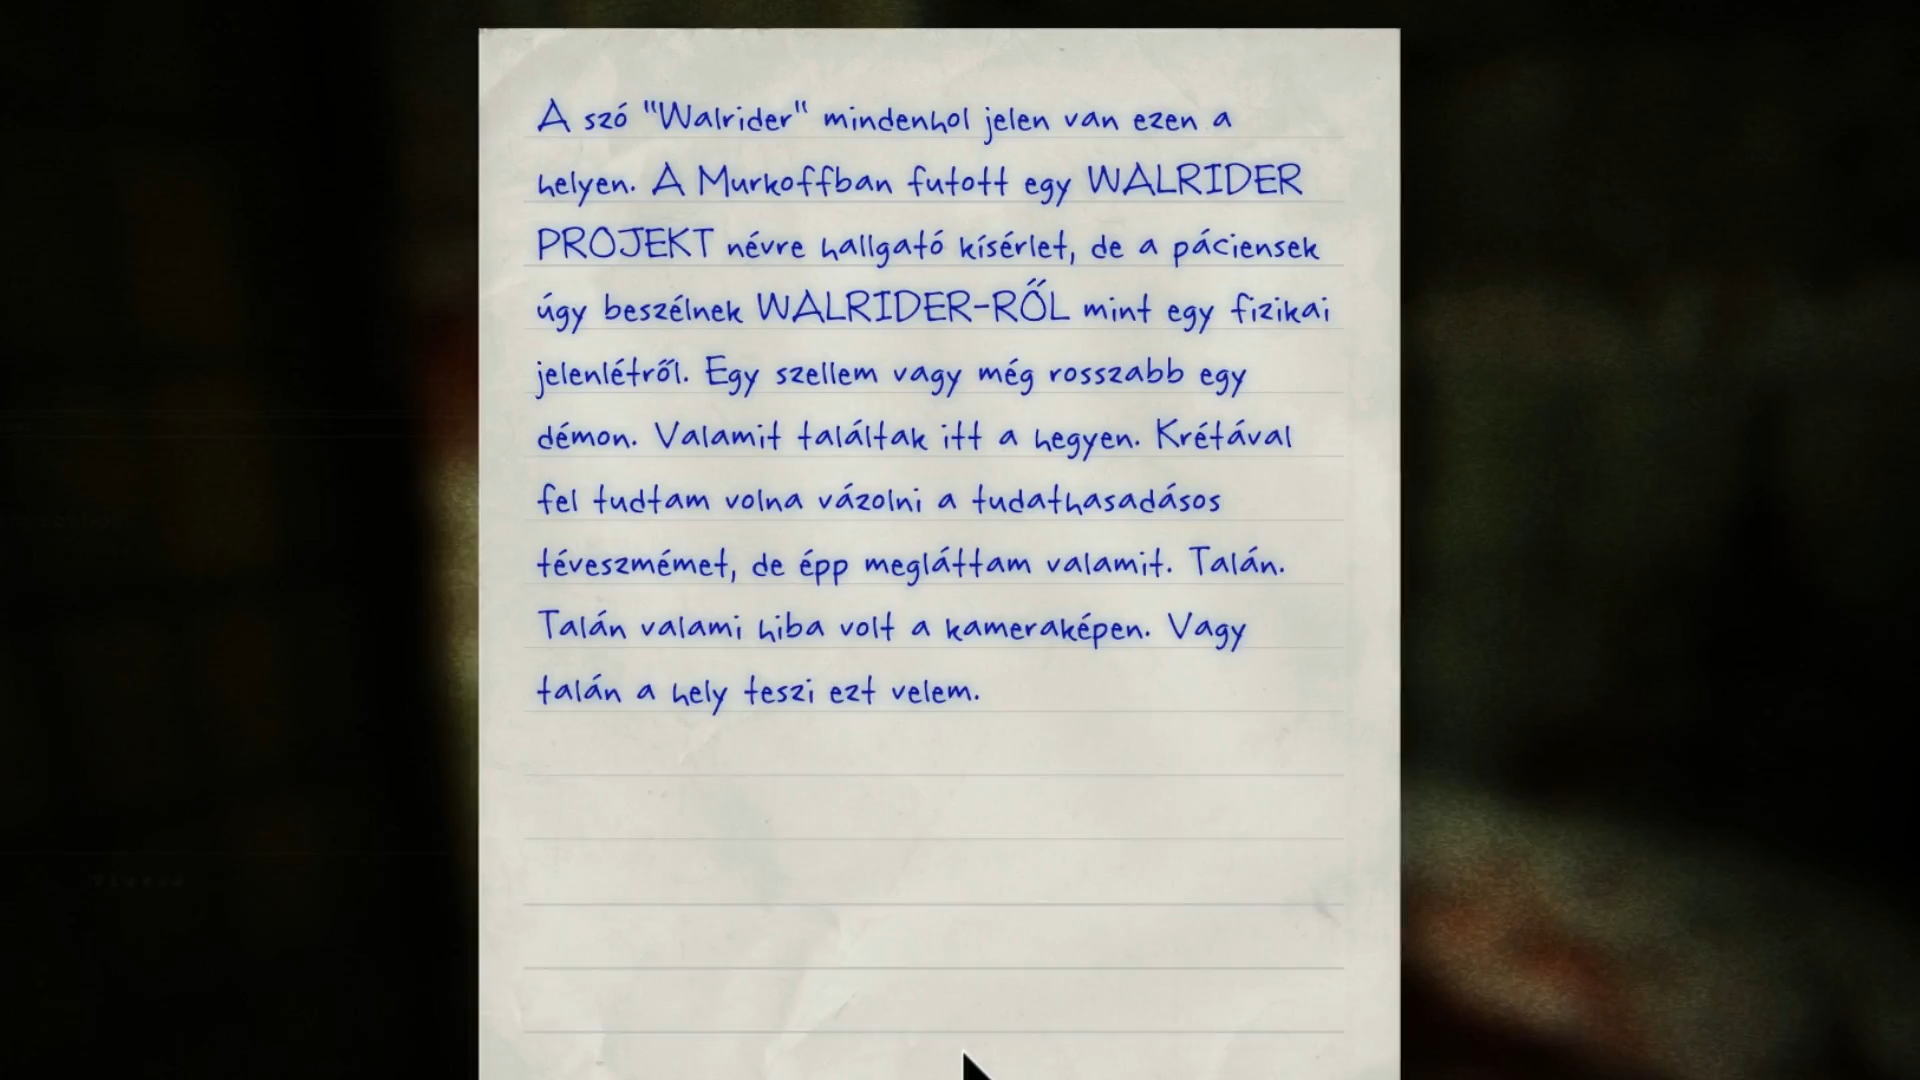 A szó "Walrider" mindenhol jelen van ezen a
helyen. A Murkoffban futott egy WALRIDER
PROJEKT névre hallgató kísérlet, de a páciensek
úgy beszélnek WALRIDER-RŐL mint egy fizikai
jelenlétről. Egy szellem vagy még rosszabb egy
démon. Valamit találtak itt a hegyen. Krétával
fel tudtam volna vázolni a tudathasadásos
téveszmémet, de épp megláttam valamit. Talán.
Talán valami hiba volt a kameraképen. Vagy
talán a hely teszi ezt velem.